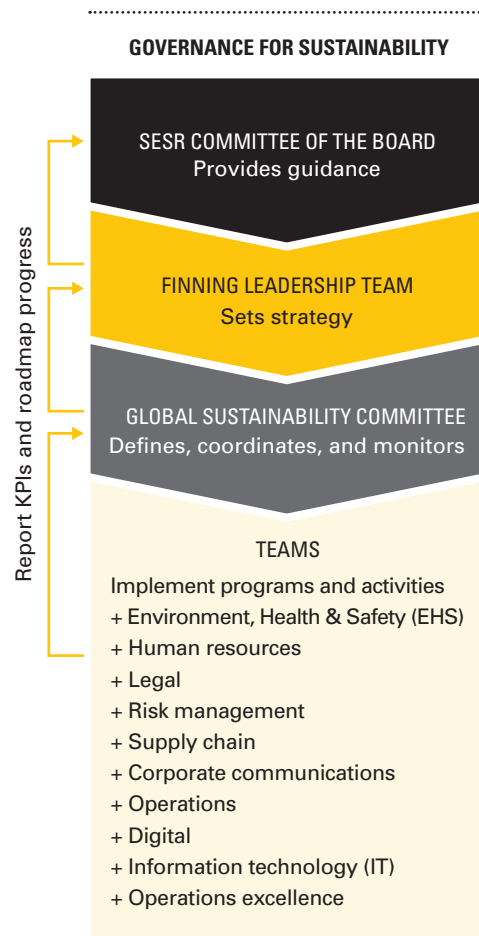 GOVERNANCE FOR SUSTAINABILITY
SESR COMMITTEE OF THE BOARD
Provides guidance
FINNING LEADERSHIP TEAM
Sets strategy
GLOBAL SUSTAINABILITY COMMITTEE
Defines, coordinates, and monitors
Report KPIs and roadmap progress
TEAMS
Implement programs and activities
+ Environment, Health & Safety (EHS)
+ Human resources
+ Legal
+ Risk management
+ Supply chain
+ Corporate communications
+ Operations
+ Digital
+ Information technology (IT)
+ Operations excellence